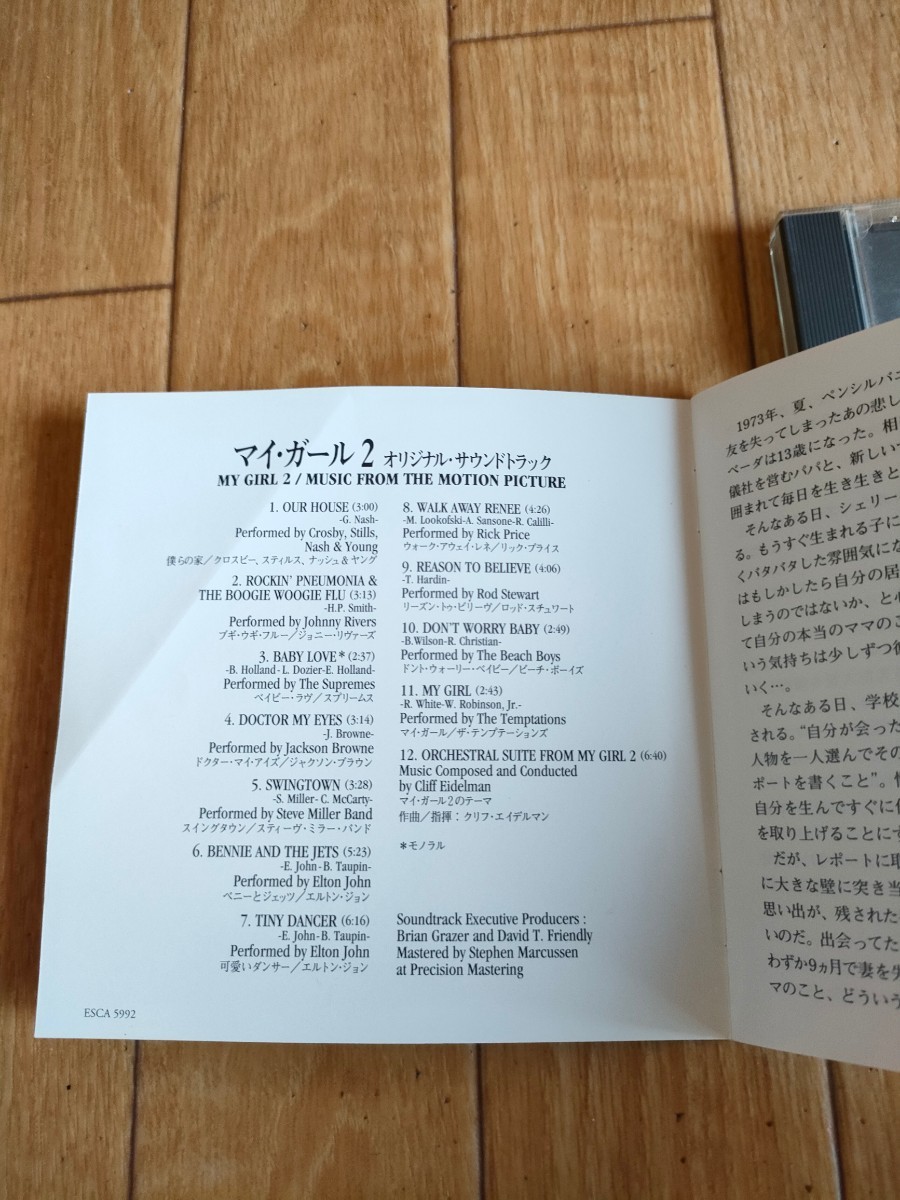 マイ・ガール 2 オリジナル・サウンドトラック
MY GIRL 2 / MUSIC FROM THE MOTION PICTURE
1. OUR HOUSE (3:00)
-G. Nash-
Performed by Crosby, Stills,
Nash & Young
僕らの家／クロスビー、スティルス、ナッシュ＆ヤング
2. ROCKIN' PNEUMONIA &
THE BOOGIE WOOGIE FLU (3:13)
-H.P. Smith-
Performed by Johnny Rivers
ブギ・ウギ・フルー／ジョニー・リヴァーズ
3. BABY LOVE* (2:37)
-B. Holland- L. Dozier-E. Holland-
Performed by The Supremes
ベイビー・ラヴ／スプリームス
4. DOCTOR MY EYES (3:14)
-J. Browne-
Performed by Jackson Browne
ドクター・マイ・アイズ／ジャクソン・ブラウン
5. SWINGTOWN (3:28)
-S. Miller- C. McCarty-
Performed by Steve Miller Band
スイングタウン／スティーヴ・ミラー・バンド
6. BENNIE AND THE JETS (5:23)
-E. John-B. Taupin-
Performed by Elton John
ベニーとジェッツ／エルトン・ジョン
7. TINY DANCER (6:16)
-E. John-B. Taupin-
Performed by Elton John
可愛いダンサー／エルトン・ジョン
8. WALK AWAY RENEE (4:26)
-M. Lookofski-A. Sansone-R. Calilli-
Performed by Rick Price
ウォーク・アウェイ・レネ／リック・プライス
9. REASON TO BELIEVE (4:06)
-T. Hardin-
Performed by Rod Stewart
リーズン・トゥ・ビリーヴ／ロッド・スチュワート
10. DON'T WORRY BABY (2:49)
-B.Wilson-R. Christian-
Performed by The Beach Boys
ドント・ウォーリー・ベイビー／ビーチ・ボーイズ
11. MY GIRL (2:43)
-R. White-W. Robinson, Jr.-
Performed by The Temptations
マイ・ガール／ザ・テンプテーションズ
12. ORCHESTRAL SUITE FROM MY GIRL 2 (6:40)
Music Composed and Conducted
by Cliff Eidelman
マイ・ガール2のテーマ
作曲／指揮：クリフ・エイデルマン
*モノラル
Soundtrack Executive Producers :
Brian Grazer and David T. Friendly
Mastered by Stephen Marcussen
at Precision Mastering
ESCA 5992
1973年、夏、ペンシルバニ
友を失ってしまったあの悲し
ベーダは13歳になった。相
儀社を営むパパと、新しい
囲まれて毎日を生き生きと
そんなある日、シェリー
る。もうすぐ生まれる子に
くバタバタした雰囲気にな
はもしかしたら自分の居
しまうのではないか、と心
て自分の本当のママのこ
いう気持ちは少しずつ
いく…。
そんなある日、学校
される。“自分が会った
人物を一人選んでその
ポートを書くこと”。
自分を生んですぐに
を取り上げることに
だが、レポートに取
に大きな壁に突き当
思い出が、残された
いのだ。出会ってた
わずか9ヵ月で妻を失
マのこと、どういう